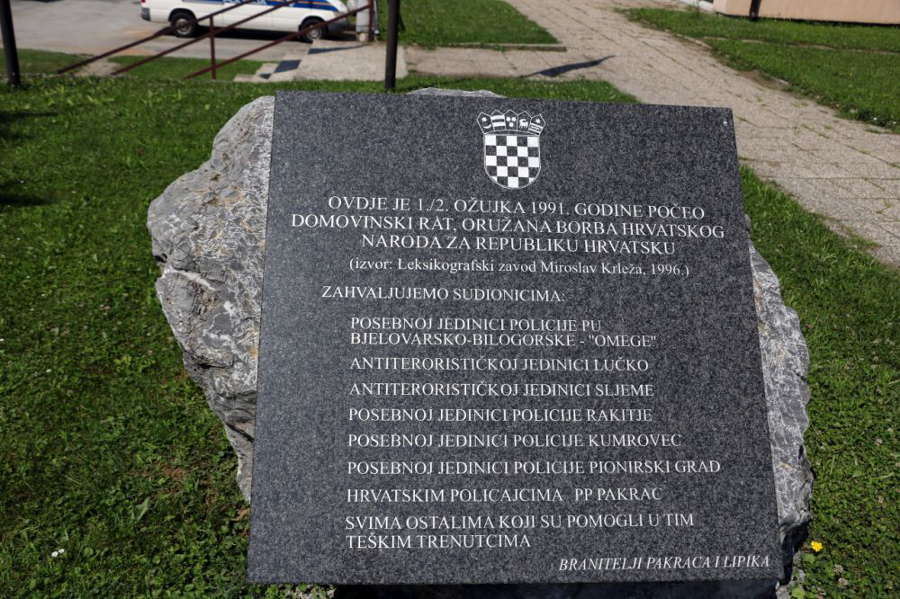 OVDJE JE 1./2. OŽUJKA 1991. GODINE POČEO
DOMOVINSKI RAT, ORUŽANA BORBA HRVATSKOG
NARODA ZA REPUBLIKU HRVATSKU
(izvor: Leksikografski zavod Miroslav Krleža, 1996.)
ZAHVALJUJEMO SUDIONICIMA:
POSEBNOJ JEDINICI POLICIJE PU
BJELOVARSKO-BILOGORSKE - "OMEGE"
ANTITERORISTIČKOJ JEDINICI LUČKO
ANTITERORISTIČKOJ JEDINICI SLJEME
POSEBNOJ JEDINICI POLICIJE RAKITJE
POSEBNOJ JEDINICI POLICIJE KUMROVEC
POSEBNOJ JEDINICI POLICIJE PIONIRSKI GRAD
HRVATSKIM POLICAJCIMA PP PAKRAC
SVIMA OSTALIMA KOJI SU POMOGLI U TIM
TEŠKIM TRENUTCIMA
BRANITELJI PAKRACA I LIPIKA